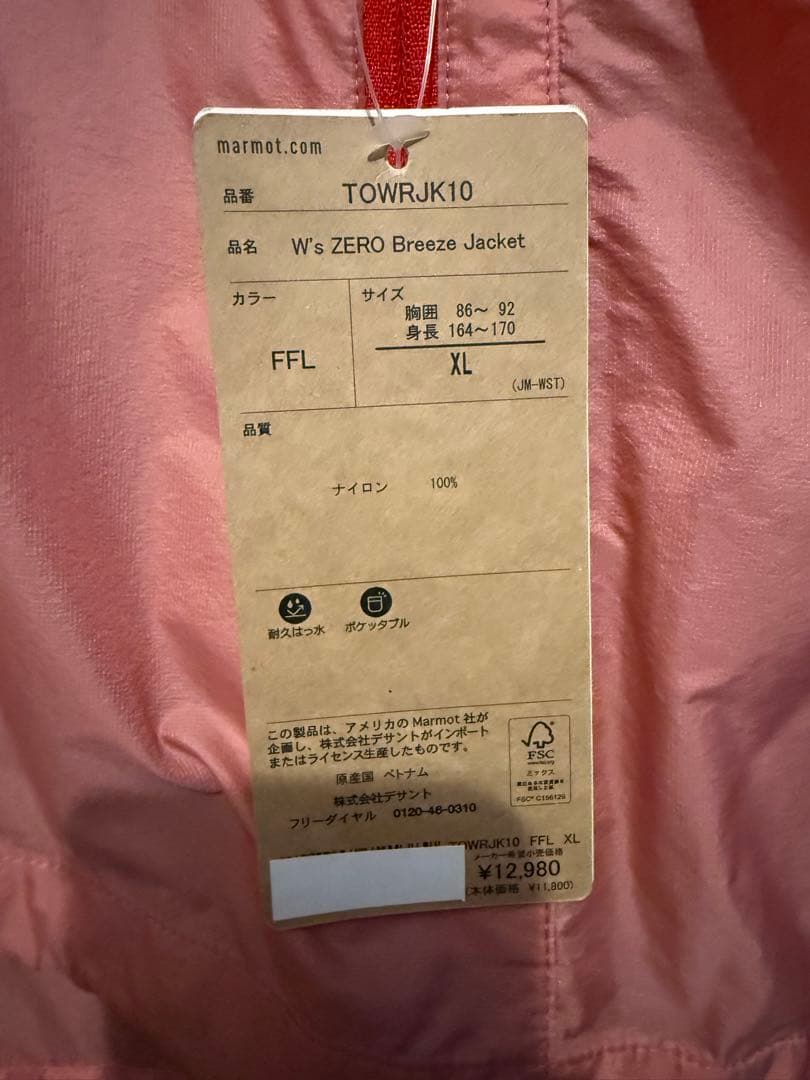 marmot.com
品番 TOWRJK10
品名 W's ZERO Breeze Jacket
カラー
FFL
サイズ
胸囲 86〜 92
身長 164〜170
XL
(JM-WST)
品質
ナイロン 100%
耐久はっ水 ポケッタブル
この製品は、アメリカのMarmot社が
企画し、株式会社デサントがインポート
またはライセンス生産したものです。
原産国 ベトナム
株式会社デサント
フリーダイヤル 0120-46-0310
FSC
ミックス
FSC® C156129
TOWRJK10 FFL XL
メーカー希望小売価格
¥12,980
(本体価格 ¥11,800)